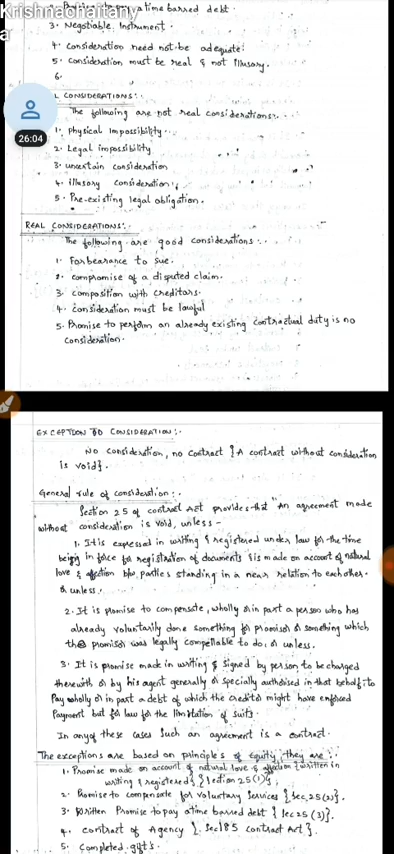 Krishnachaitany
a time barred debt.
3. Negotiable Instrument.
4. consideration need not be adequate.
5. consideration must be real & not illusory.
6.
L CONSIDERATIONS:
The following are not real considerations.
1. Physical Impossibility.
26:04
2. Legal impossibility
3. uncertain consideration
4. illusory consideration.
5. Pre-existing legal obligation.
REAL CONSIDERATIONS:
The following are good considerations:
1. Forbearance to sue.
2. compromise of a disputed claim.
3. composition with creditors.
4. consideration must be lawful
5. Promise to perform an already existing contractual duty is no
consideration.
EXCEPTION TO CONSIDERATION:
No consideration, no contract {A contract without consideration
is void}.
General rule of consideration:
Section 25 of contract Act provides that "An agreement made
without consideration is void, unless -
1. It is expressed in writing & registered under law for the time
being in force for registration of documents & is made on account of natural
love & affection b/w parties standing in a near relation to each other.
or unless.
2. It is promise to compensate, wholly or in part a person who has
already voluntarily done something for promisor or something which
the promisor was legally compellable to do, or unless.
3. It is promise made in writing & signed by person to be charged
therewith or by his agent generally or specially authorised in that behalf, to
Pay wholly or in part a debt of which the creditor might have enforced
Payment but for law for the limitation of suits.
In any of these cases such an agreement is a contract.
The exceptions are based on principle's of equity, they are:
1. Promise made on account of natural love & affection {written in
writing & registered} {section 25(1)}
2. Promise to compensate for voluntary services {Sec,25(2)}.
3. Written Promise to pay a time barred debt {Sec 25(3)}.
4. contract of Agency {Sec 185 contract Act}.
5. completed gift's.